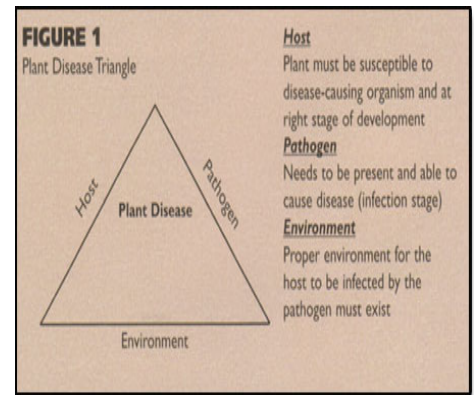 FIGURE 1
Plant Disease Triangle
Host
Pathogen
Plant Disease
Environment
Host
Plant must be susceptible to
disease-causing organism and at
right stage of development
Pathogen
Needs to be present and able to
cause disease (infection stage)
Environment
Proper environment for the
host to be infected by the
pathogen must exist